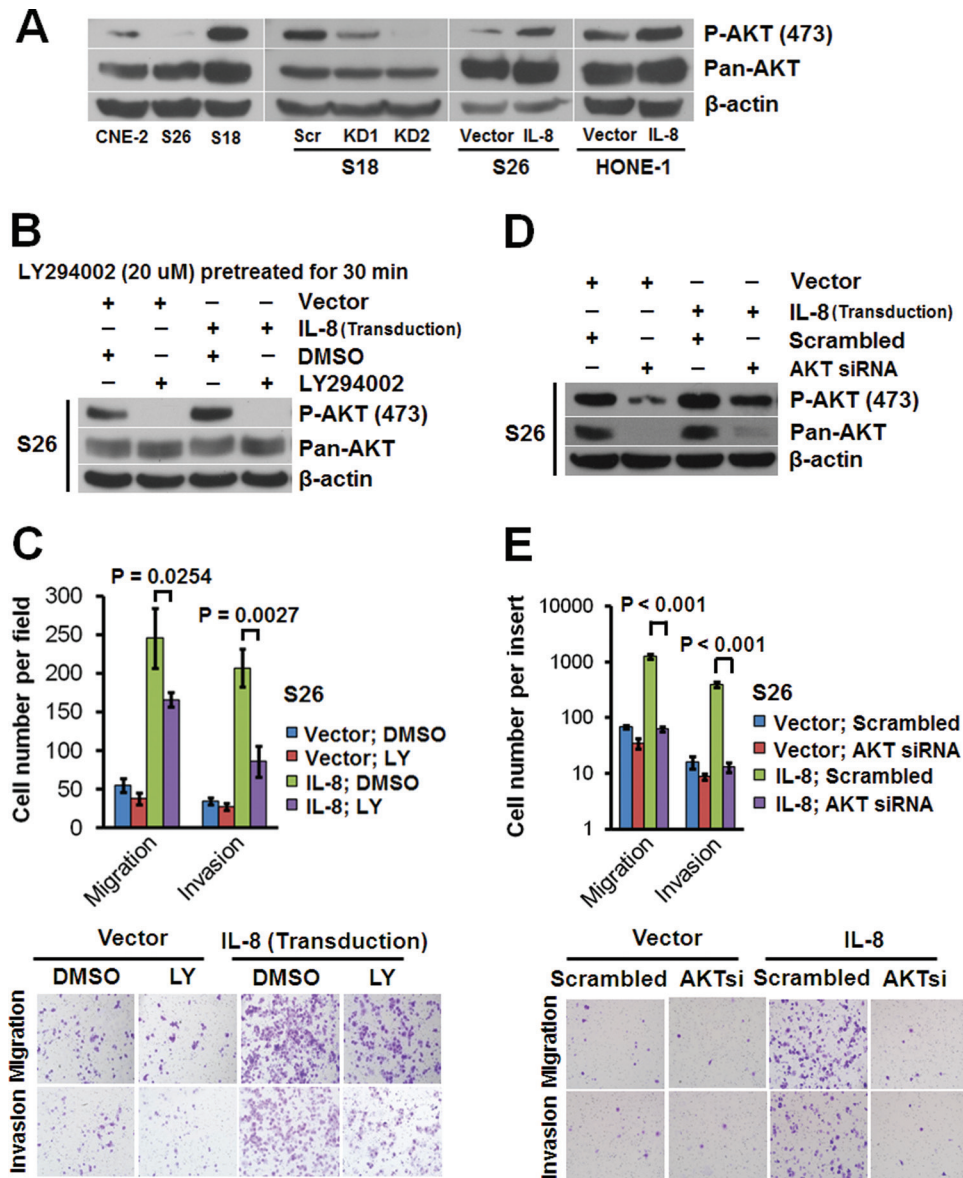 A
P-AKT (473)
Pan-AKT
β-actin
CNE-2 S26 S18
Scr KD1 KD2
Vector IL-8
Vector IL-8
S18
S26
HONE-1
B
LY294002 (20 uM) pretreated for 30 min
+ + – – Vector
– – + + IL-8 (Transduction)
+ – + – DMSO
– + – + LY294002
S26
P-AKT (473)
Pan-AKT
β-actin
D
+ + – – Vector
– – + + IL-8 (Transduction)
+ – + – Scrambled
– + – + AKT siRNA
S26
P-AKT (473)
Pan-AKT
β-actin
C
Cell number per field
300
250
200
150
100
50
0
P = 0.0254
P = 0.0027
Migration
Invasion
S26
Vector; DMSO
Vector; LY
IL-8; DMSO
IL-8; LY
Vector
IL-8 (Transduction)
DMSO LY DMSO LY
Migration
Invasion
E
Cell number per insert
10000
1000
100
10
1
P < 0.001
P < 0.001
Migration
Invasion
S26
Vector; Scrambled
Vector; AKT siRNA
IL-8; Scrambled
IL-8; AKT siRNA
Vector
IL-8
Scrambled AKTsi Scrambled AKTsi
Migration
Invasion